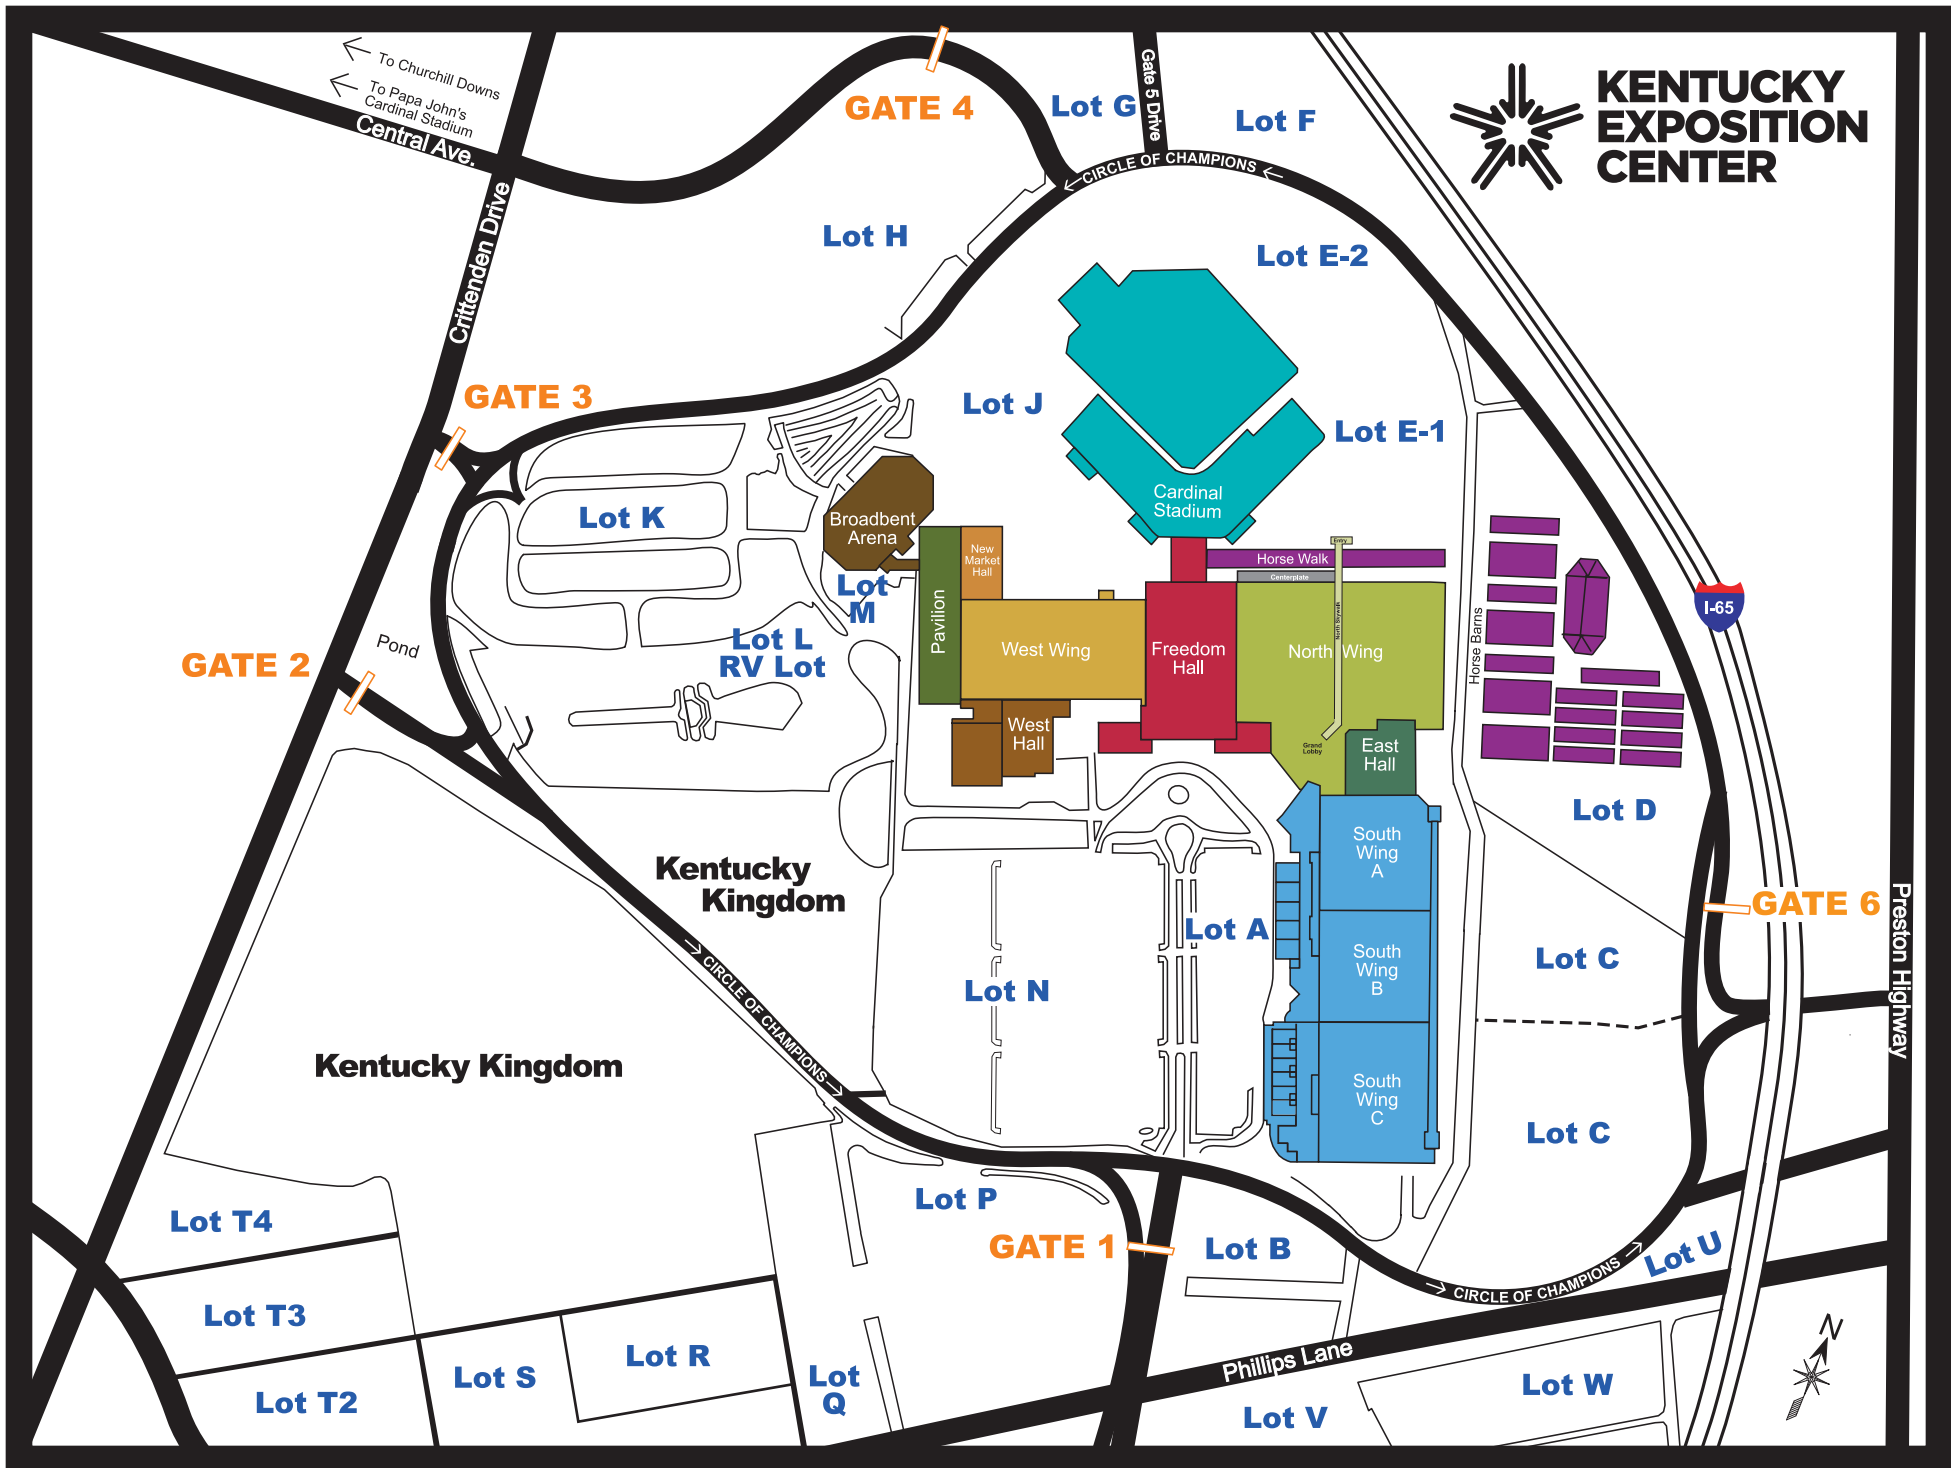 To Churchill Downs
To Papa John's
Cardinal Stadium
Central Ave.
Crittenden Drive
GATE 4
Lot G
Gate 5 Drive
Lot F
KENTUCKY
EXPOSITION
CENTER
CIRCLE OF CHAMPIONS
Lot H
Lot E-2
GATE 3
Lot J
Lot E-1
Lot K
Broadbent
Arena
Cardinal
Stadium
New
Market
Hall
Entry
Horse Walk
Centerplate
North Skywalk
Lot
M
Pavilion
I-65
Horse Barns
Pond
Lot L
RV Lot
GATE 2
West Wing
Freedom
Hall
North Wing
West
Hall
Grand
Lobby
East
Hall
Lot D
South
Wing
A
Kentucky
Kingdom
Lot A
GATE 6
Preston Highway
South
Wing
B
Lot C
Lot N
CIRCLE OF CHAMPIONS
Kentucky Kingdom
South
Wing
C
Lot C
Lot P
Lot T4
GATE 1
Lot B
Lot U
CIRCLE OF CHAMPIONS
Lot T3
Lot R
Lot S
Lot
Q
Phillips Lane
N
Lot T2
Lot V
Lot W